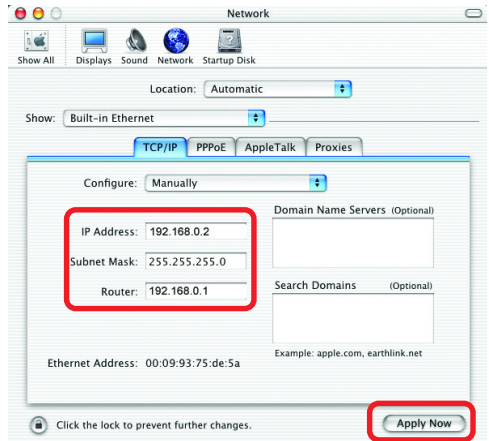 Network
Show All Displays Sound Network Startup Disk
Location: Automatic
Show: Built-in Ethernet
TCP/IP PPPoE AppleTalk Proxies
Configure: Manually
Domain Name Servers (Optional)
IP Address: 192.168.0.2
Subnet Mask: 255.255.255.0
Router: 192.168.0.1
Search Domains (Optional)
Example: apple.com, earthlink.net
Ethernet Address: 00:09:93:75:de:5a
Click the lock to prevent further changes.
Apply Now